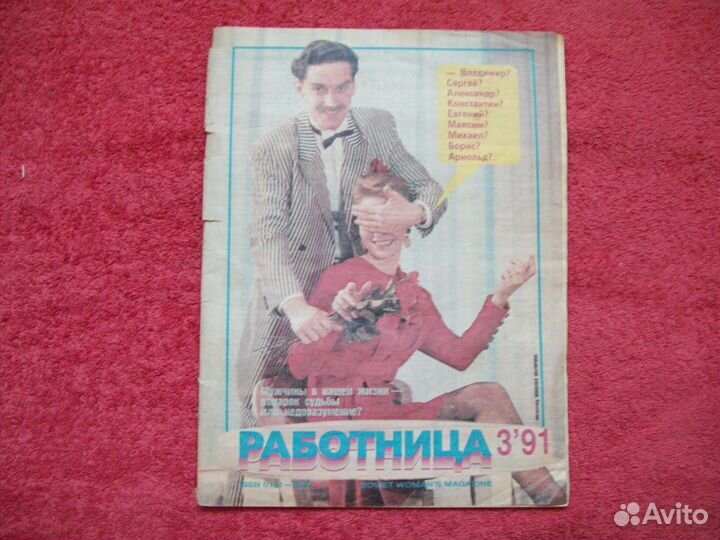 — Владимир?
Сергей?
Александр?
Константин?
Евгений?
Максим?
Михаил?
Борис?
Арнольд?..
Мужчины в нашей жизни —
подарок судьбы
или недоразумение?
РАБОТНИЦА 3'91
ISSN
SOVIET WOMAN'S MAGAZINE
Avito